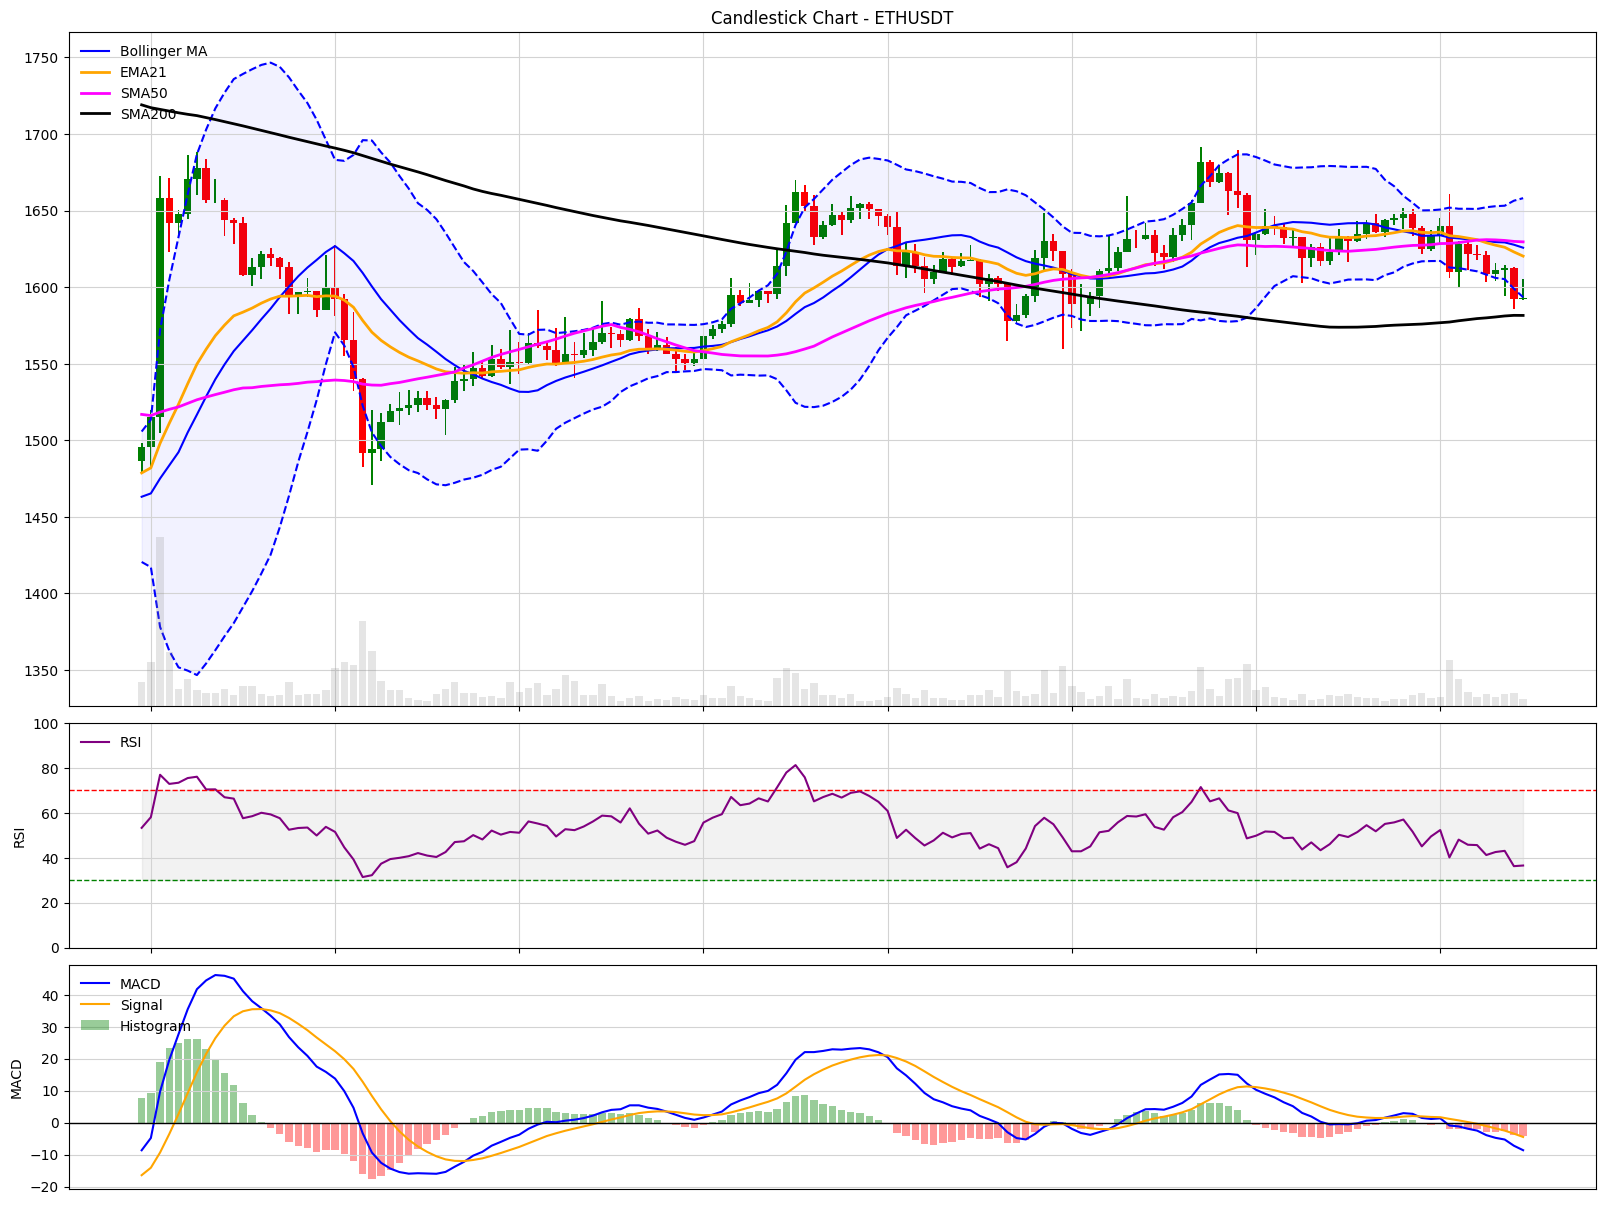 Candlestick Chart - ETHUSDT
1750
1700
1650
1600
1550
1500
1450
1400
1350
Bollinger MA
EMA21
SMA50
SMA200
RSI
100
80
60
40
20
0
RSI
MACD
40
30
20
10
0
−10
−20
MACD
Signal
Histogram